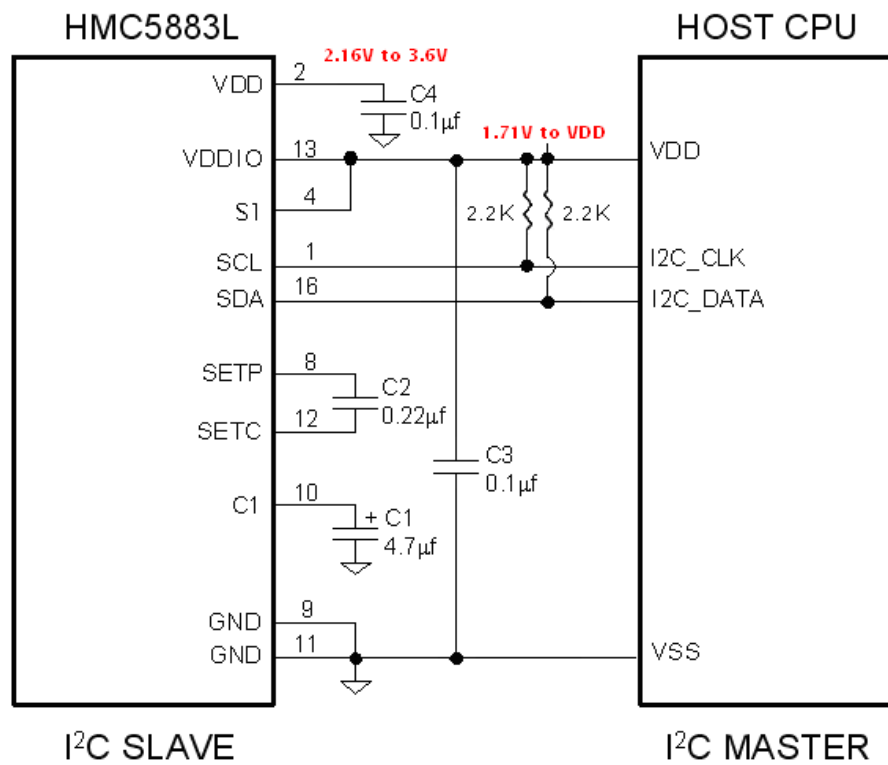 HMC5883L
HOST CPU
2.16V to 3.6V
VDD
2
C4
0.1µf
1.71V to VDD
VDDIO
13
VDD
S1
4
2.2K
2.2K
SCL
1
I2C_CLK
SDA
16
I2C_DATA
SETP
8
C2
0.22µf
SETC
12
C3
0.1µf
C1
10
+ C1
4.7µf
GND
9
GND
11
VSS
I²C SLAVE
I²C MASTER